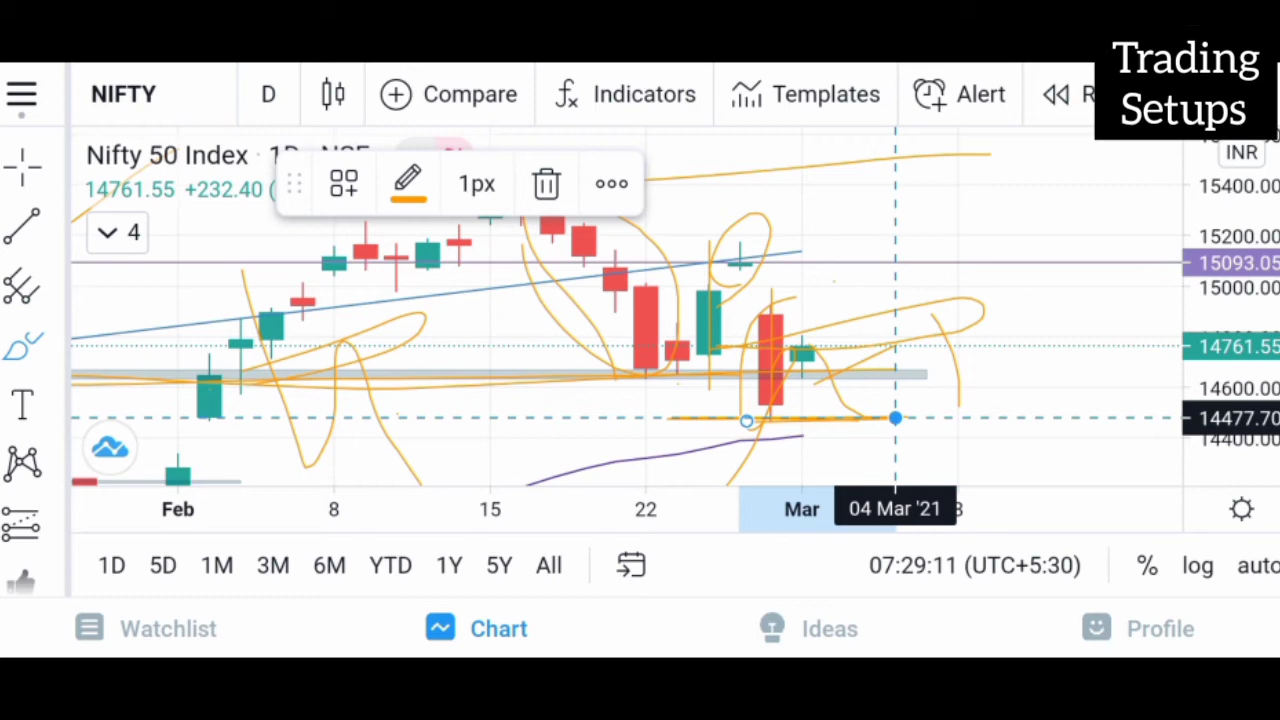 Trading
Setups
NIFTY D Compare Indicators Templates Alert
INR
Nifty 50 Index · 1D · NSE
14761.55 +232.40
1px
4
15400.00
15200.00
15093.05
15000.00
14761.55
14600.00
14477.70
14400.00
Feb 8 15 22 Mar 04 Mar '21
1D 5D 1M 3M 6M YTD 1Y 5Y All 07:29:11 (UTC+5:30) % log auto
Watchlist Chart Ideas Profile